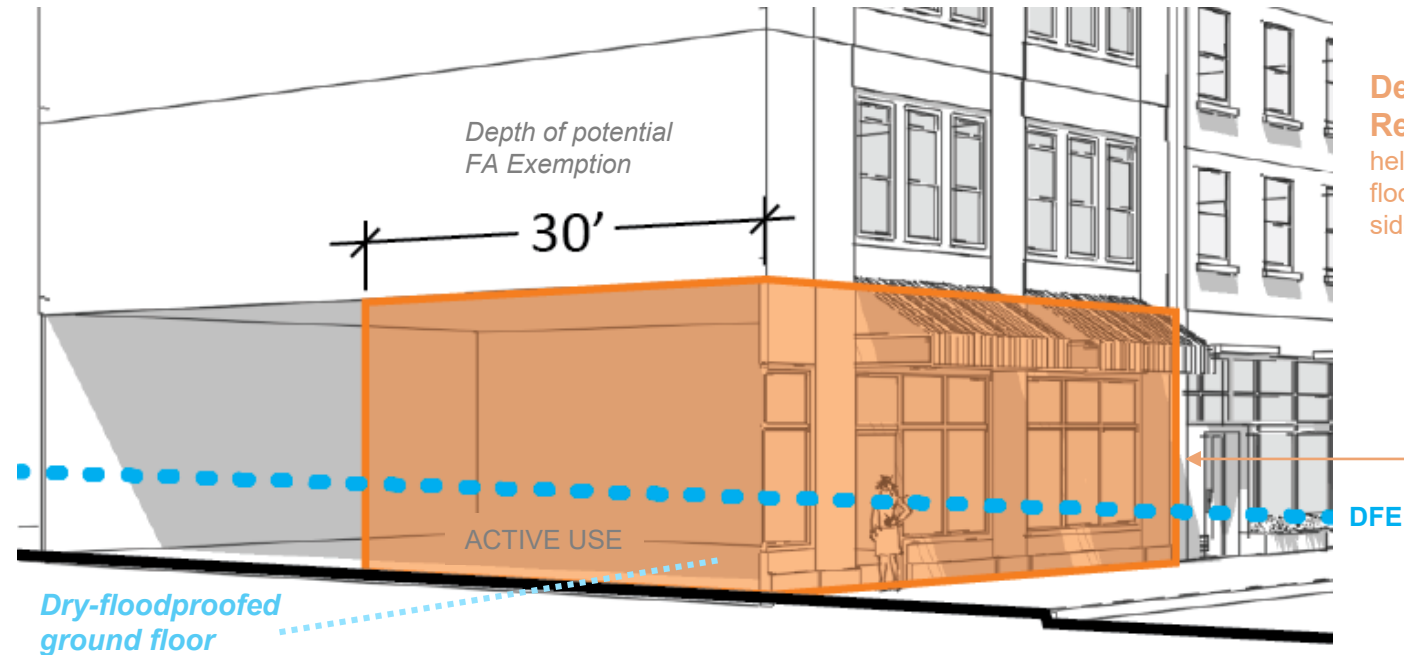 Depth of potential
FA Exemption
30’
ACTIVE USE
DFE
Dry-floodproofed
ground floor